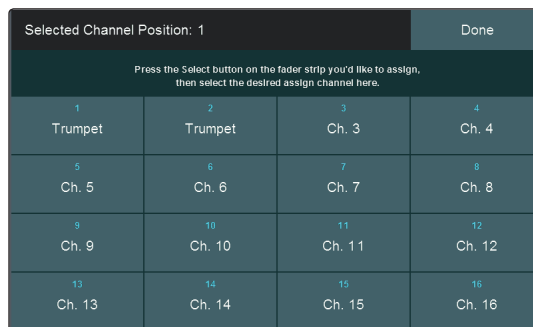 Selected Channel Position: 1 Done
Press the Select button on the fader strip you'd like to assign,
then select the desired assign channel here.
1 2 3 4
Trumpet Trumpet Ch. 3 Ch. 4
5 6 7 8
Ch. 5 Ch. 6 Ch. 7 Ch. 8
9 10 11 12
Ch. 9 Ch. 10 Ch. 11 Ch. 12
13 14 15 16
Ch. 13 Ch. 14 Ch. 15 Ch. 16